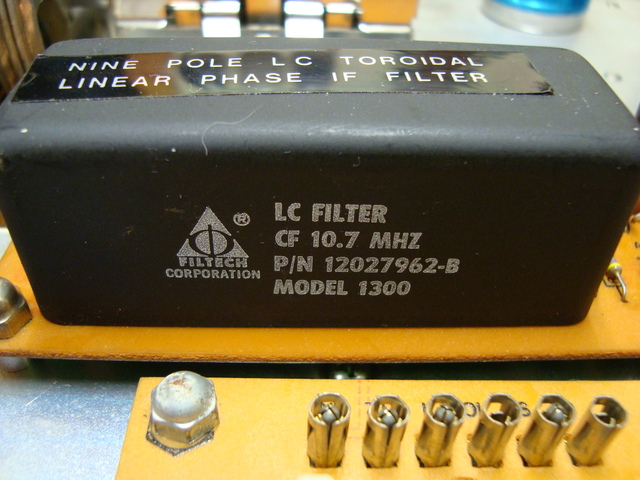 NINE POLE LC TOROIDAL
LINEAR PHASE IF FILTER
®
FILTECH
CORPORATION
LC FILTER
CF 10.7 MHZ
P/N 12027962-B
MODEL 1300